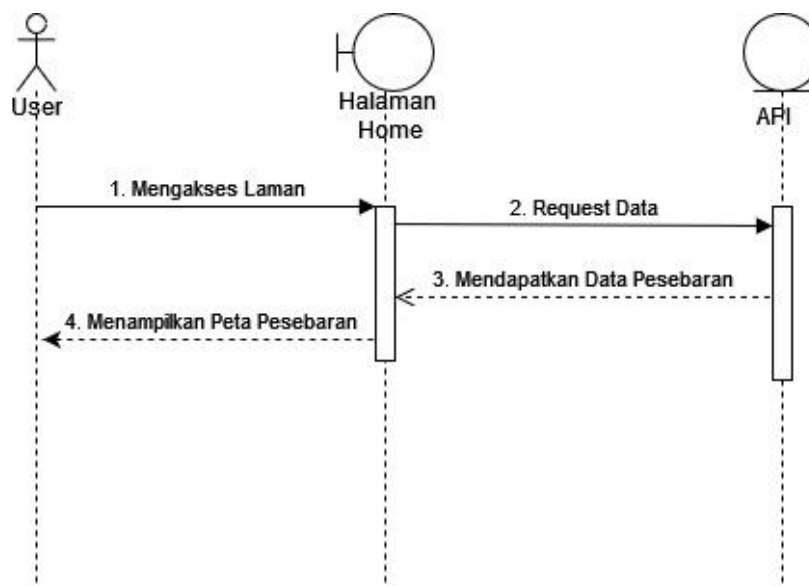 User
Halaman
Home
API
1. Mengakses Laman
2. Request Data
3. Mendapatkan Data Pesebaran
4. Menampilkan Peta Pesebaran